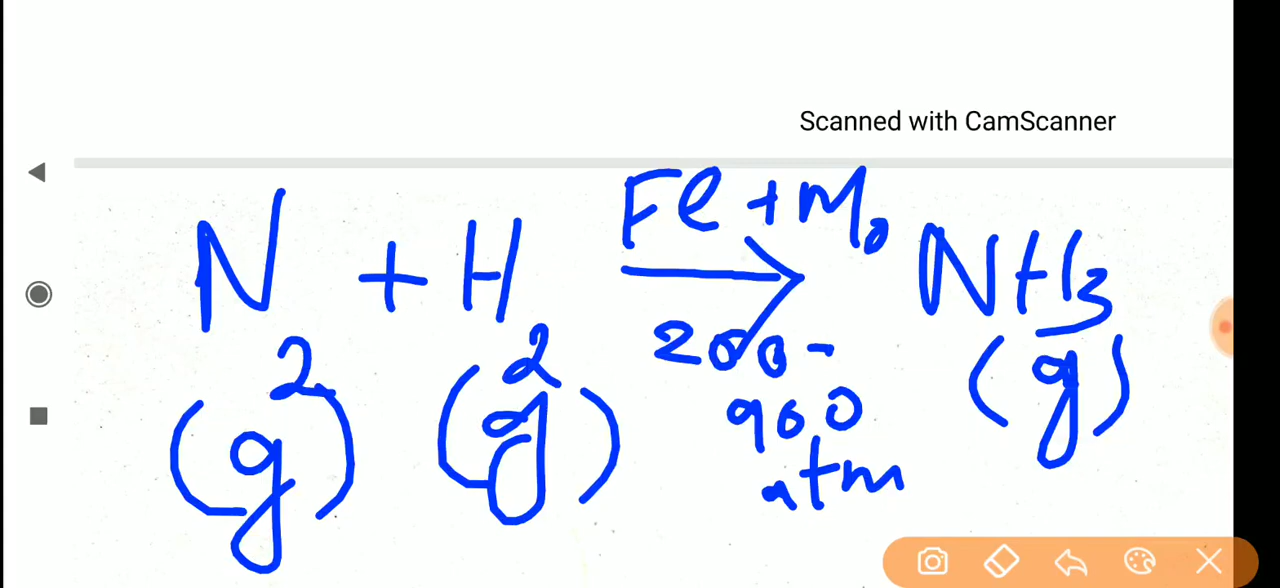 Scanned with CamScanner
Fe + Mo
N2 + H2 → NH3
(g) (g) (g)
200-
900
atm